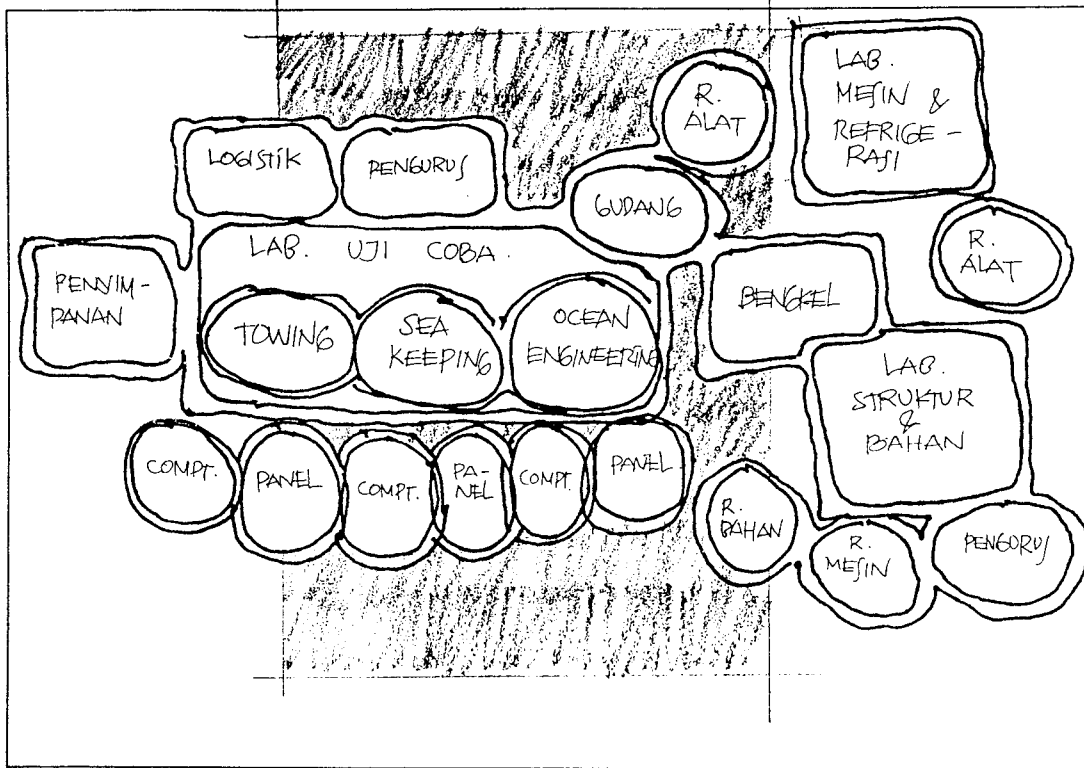 LAB.
MESIN &
REFRIGE-
RASI
R.
ALAT
LOGISTIK
PENGURUS
GUDANG
LAB. UJI COBA.
R.
ALAT
PENYIM-
PANAN
BENGKEL
TOWING
SEA
KEEPING
OCEAN
ENGINEERING
LAB.
STRUKTUR
&
BAHAN
COMPT.
PANEL
COMPT.
PA-
NEL
COMPT.
PANEL
R.
BAHAN
R.
MESIN
PENGURUS